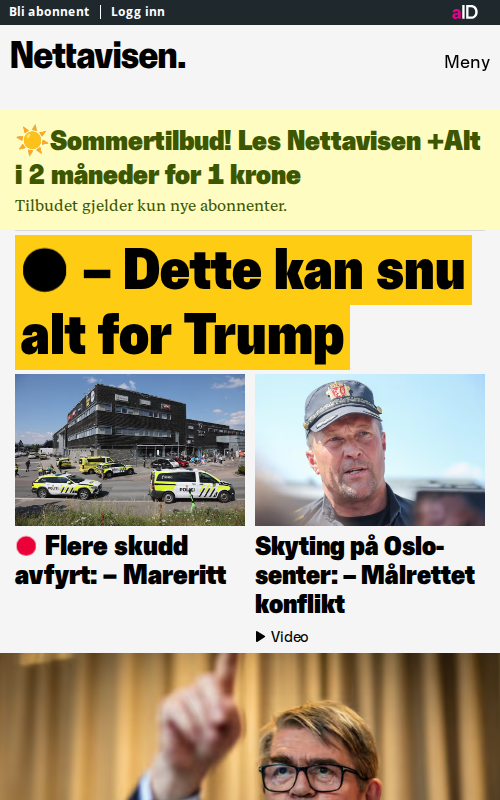 Bli abonnent | Logg inn
aID
Nettavisen.
Meny
Sommertilbud! Les Nettavisen +Alt
i 2 måneder for 1 krone
Tilbudet gjelder kun nye abonnenter.
– Dette kan snu
alt for Trump
Flere skudd
avfyrt: – Mareritt
Skyting på Oslo-
senter: – Målrettet
konflikt
Video